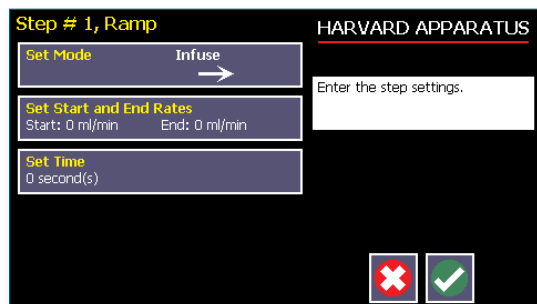 Step # 1, Ramp
HARVARD APPARATUS
Set Mode Infuse
Enter the step settings.
Set Start and End Rates
Start: 0 ml/min End: 0 ml/min
Set Time
0 second(s)